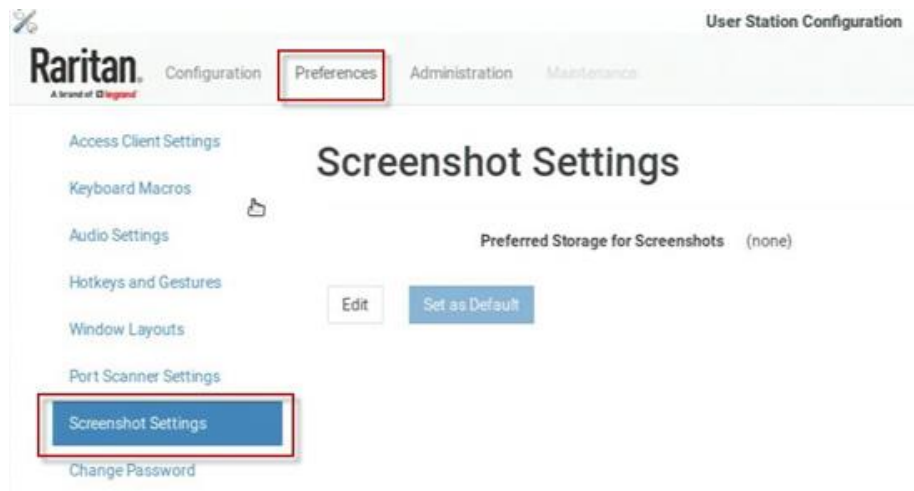 User Station Configuration
Raritan.
A brand of legrand
Configuration Preferences Administration Maintenance
Access Client Settings
Keyboard Macros
Audio Settings
Hotkeys and Gestures
Window Layouts
Port Scanner Settings
Screenshot Settings
Change Password
Screenshot Settings
Preferred Storage for Screenshots (none)
Edit Set as Default